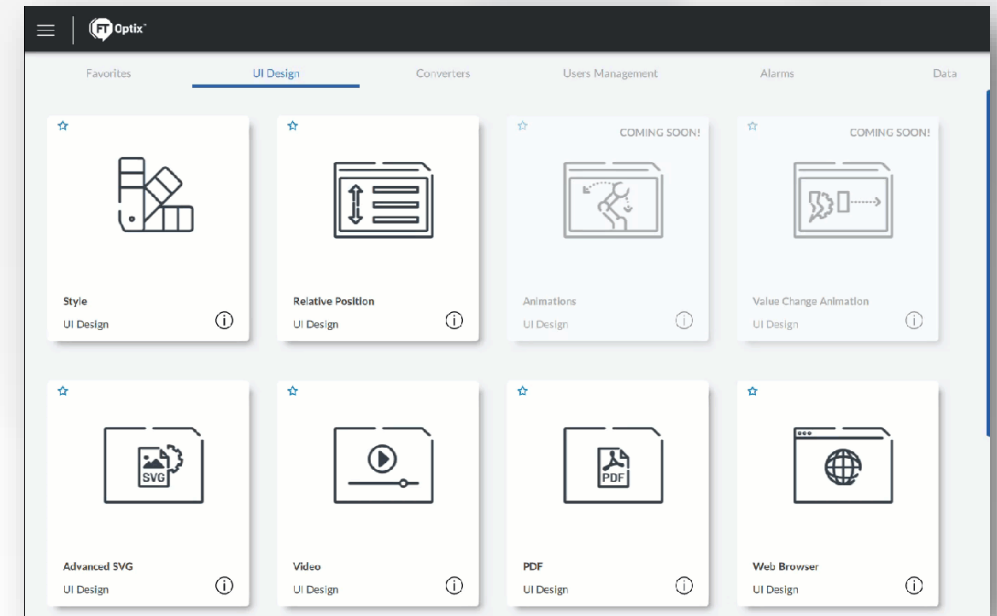 FT Optix™
Favorites UI Design Converters Users Management Alarms Data
COMING SOON! COMING SOON!
Style Relative Position Animations Value Change Animation
UI Design UI Design UI Design UI Design
SVG PDF
Advanced SVG Video PDF Web Browser
UI Design UI Design UI Design UI Design